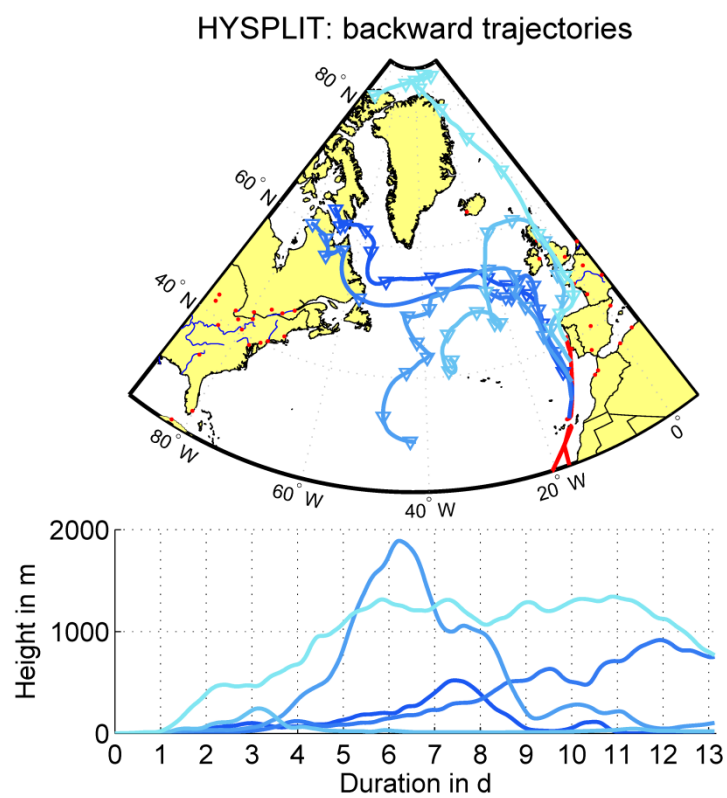 HYSPLIT: backward trajectories
80° N
60° N
40° N
80° W
60° W
40° W
20° W
0°
2000
1000
0
Height in m
0 1 2 3 4 5 6 7 8 9 10 11 12 13
Duration in d